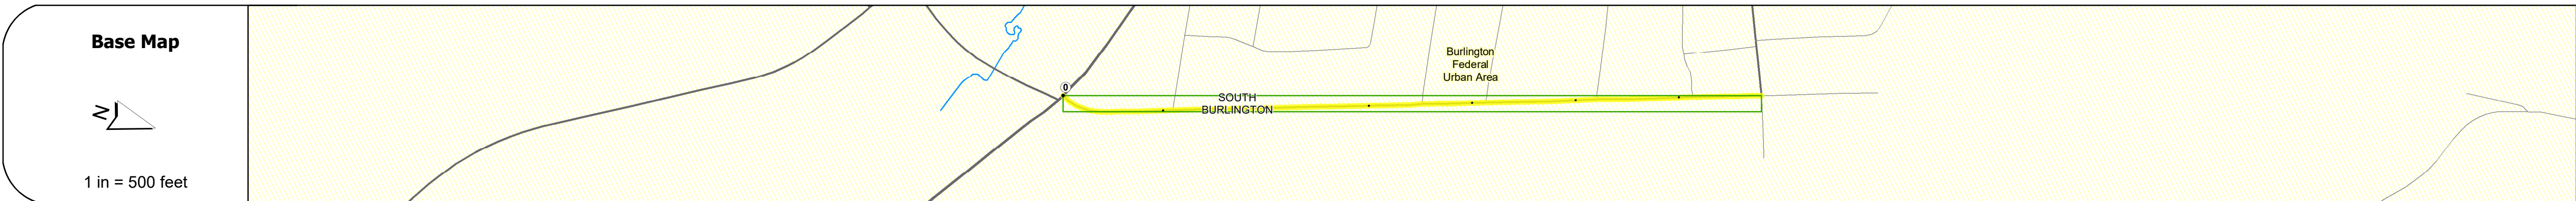 Base Map
N
1 in = 500 feet
0
Burlington
Federal
Urban Area
SOUTH
BURLINGTON